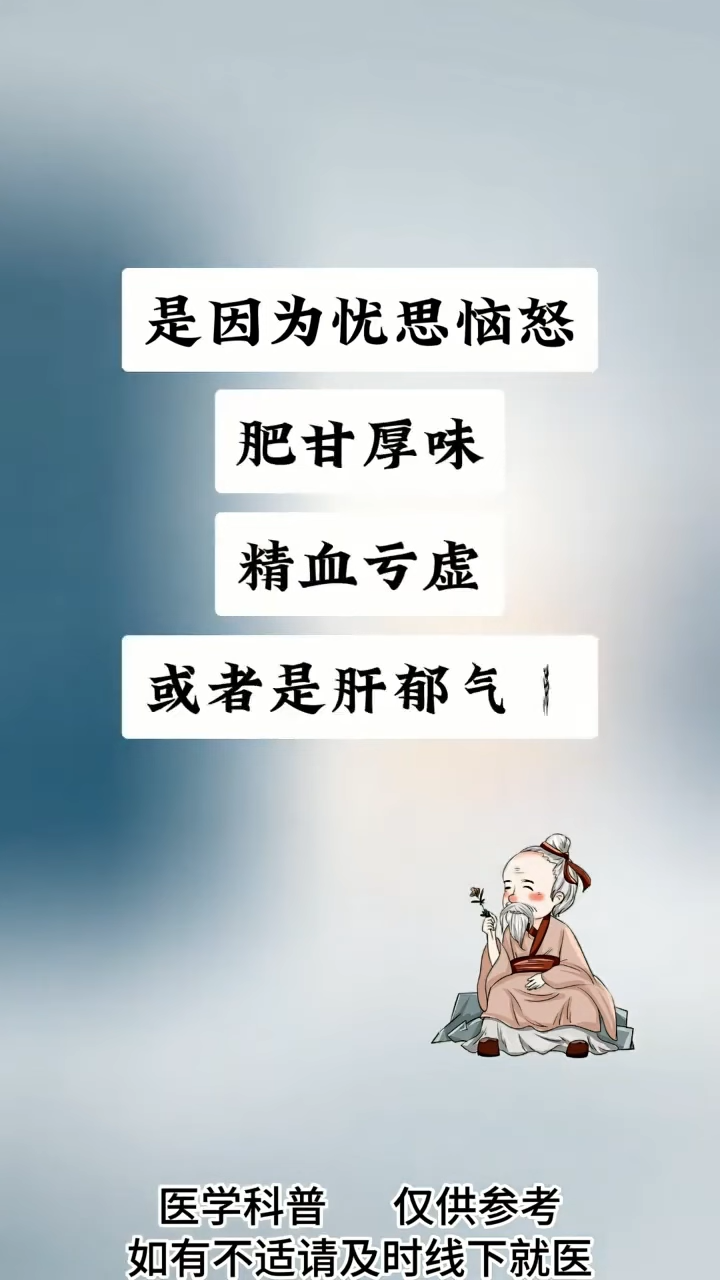 是因为忧思恼怒
肥甘厚味
精血亏虚
或者是肝郁气
医学科普 仅供参考
如有不适请及时线下就医